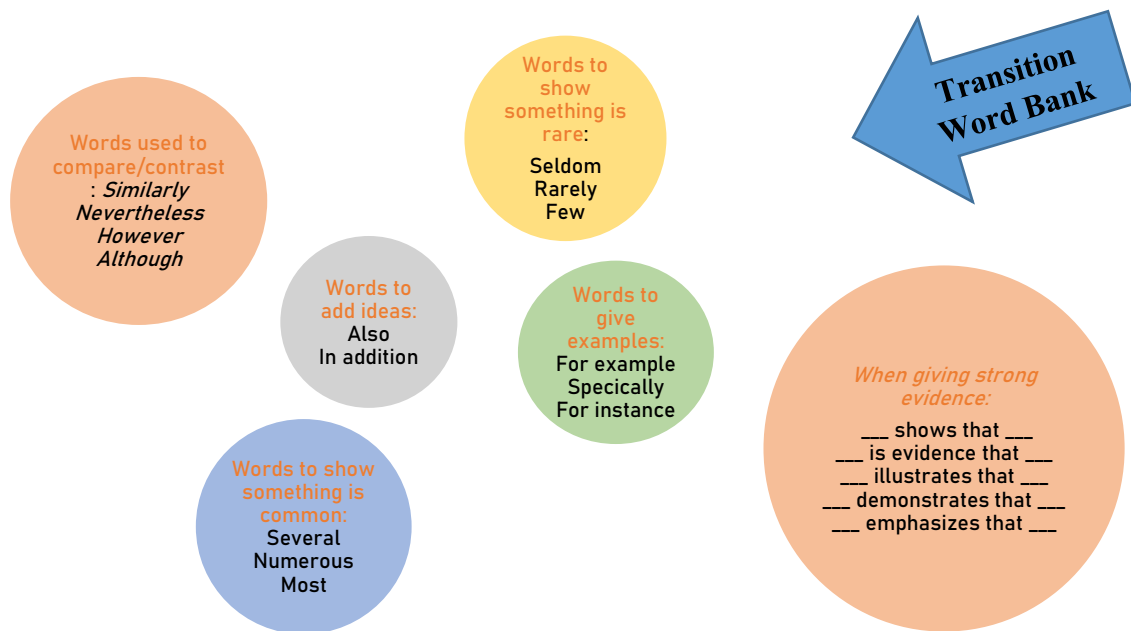 Transition
Word Bank
Words used to
compare/contrast
: Similarly
Nevertheless
However
Although
Words to
show
something is
rare:
Seldom
Rarely
Few
Words to
add ideas:
Also
In addition
Words to
give
examples:
For example
Specically
For instance
Words to show
something is
common:
Several
Numerous
Most
When giving strong
evidence:
___ shows that ___
___ is evidence that ___
___ illustrates that ___
___ demonstrates that ___
___ emphasizes that ___